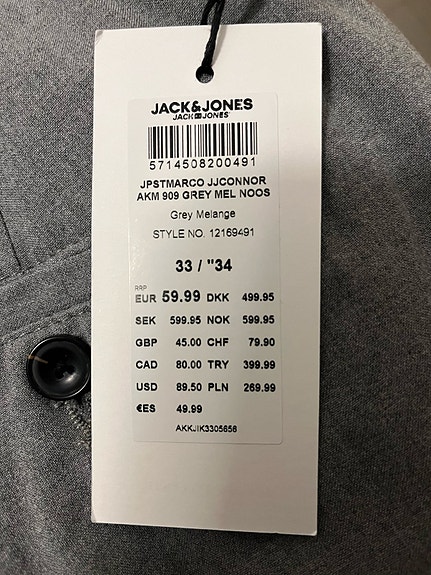 JACK&JONES
JACK&JONES
5714508200491
JPSTMARCO JJCONNOR
AKM 909 GREY MEL NOOS
Grey Melange
STYLE NO. 12169491
33 / "34
RRP
EUR 59.99 DKK 499.95
SEK 599.95 NOK 599.95
GBP 45.00 CHF 79.90
CAD 80.00 TRY 399.99
USD 89.50 PLN 269.99
€ES 49.99
AKKJIK3305656